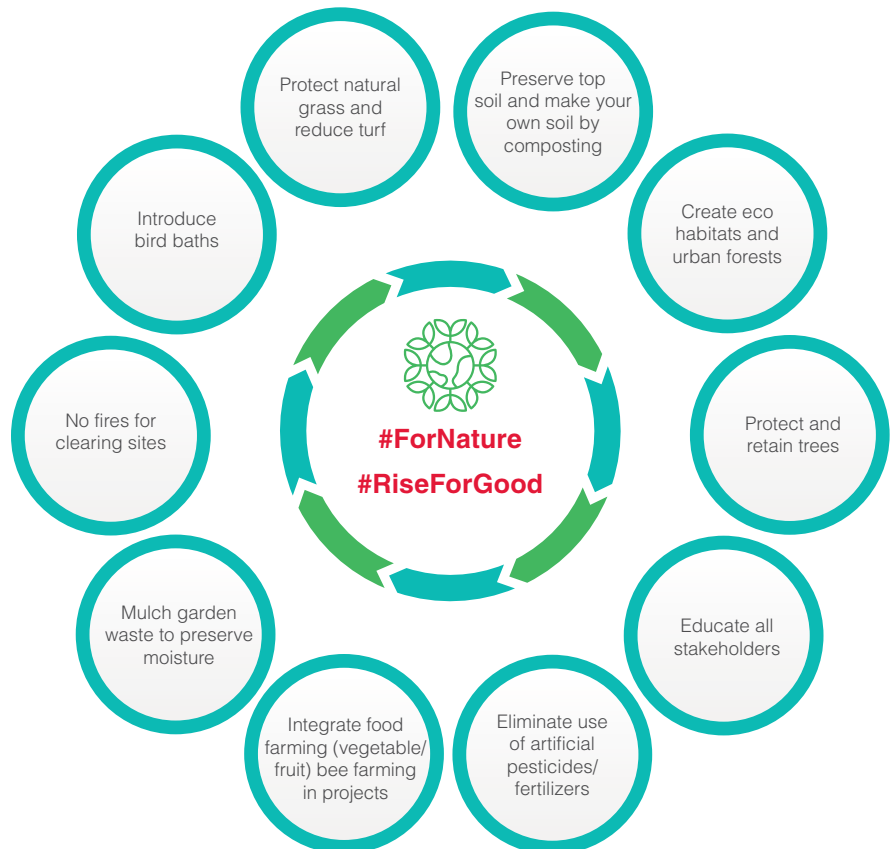 Protect natural
grass and
reduce turf
Preserve top
soil and make your
own soil by
composting
Introduce
bird baths
Create eco
habitats and
urban forests
No fires for
clearing sites
#ForNature
#RiseForGood
Protect and
retain trees
Mulch garden
waste to preserve
moisture
Educate all
stakeholders
Integrate food
farming (vegetable/
fruit) bee farming
in projects
Eliminate use
of artificial
pesticides/
fertilizers